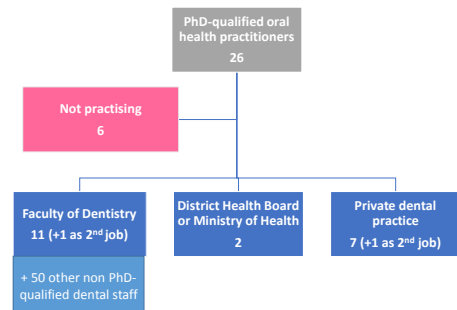 PhD-qualified oral
health practitioners
26
Not practising
6
Faculty of Dentistry
11 (+1 as 2nd job)
+ 50 other non PhD-
qualified dental staff
District Health Board
or Ministry of Health
2
Private dental
practice
7 (+1 as 2nd job)